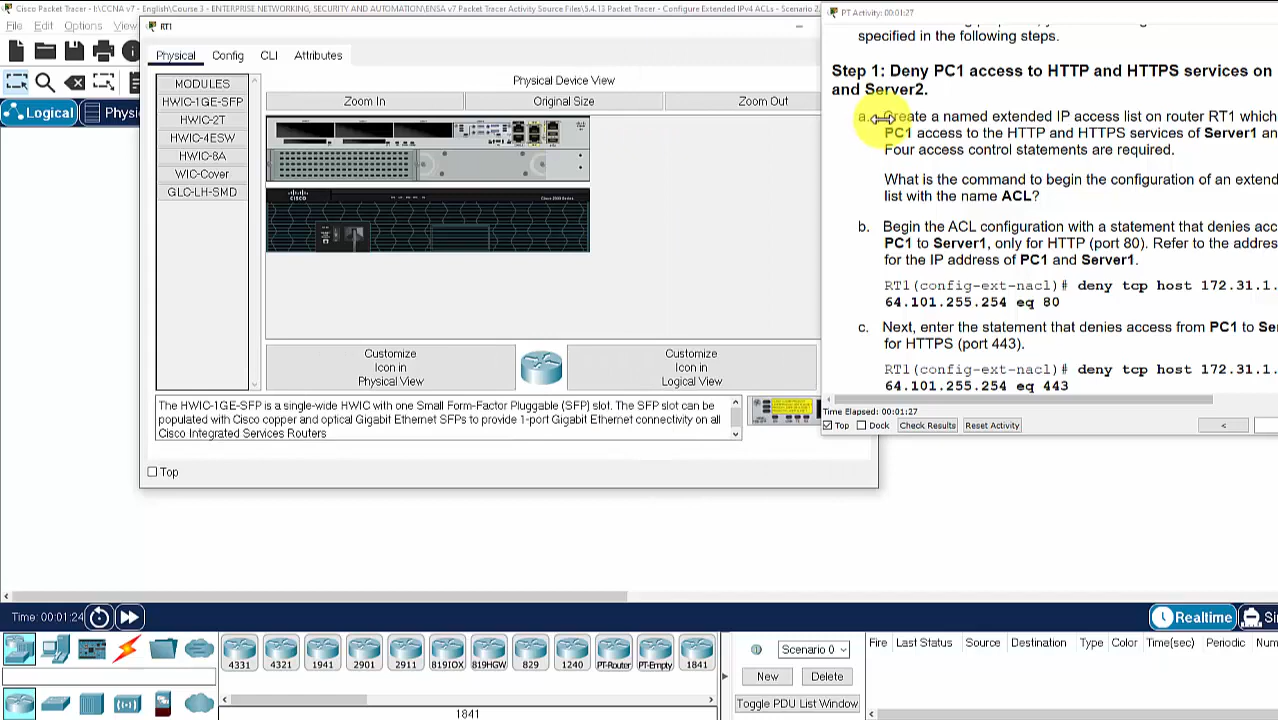 Cisco Packet Tracer - I:\CCNA v7 - English\Course 3 - ENTERPRISE NETWORKING, SECURITY AND AUTOMATION\ENSA v7 Packet Tracer Activity Source Files\5.4.13 Packet Tracer - Configure Extended IPv4 ACLs - Scenario 2.
File Edit Options View
RT1
Physical Config CLI Attributes
Logical
Physi
MODULES
HWIC-1GE-SFP
HWIC-2T
HWIC-4ESW
HWIC-8A
WIC-Cover
GLC-LH-SMD
Physical Device View
Zoom In Original Size Zoom Out
CISCO
Customize
Icon in
Physical View
Customize
Icon in
Logical View
The HWIC-1GE-SFP is a single-wide HWIC with one Small Form-Factor Pluggable (SFP) slot. The SFP slot can be
populated with Cisco copper and optical Gigabit Ethernet SFPs to provide 1-port Gigabit Ethernet connectivity on all
Cisco Integrated Services Routers
Top
PT Activity: 00:01:27
specified in the following steps.
Step 1: Deny PC1 access to HTTP and HTTPS services on
and Server2.
a. Create a named extended IP access list on router RT1 which
PC1 access to the HTTP and HTTPS services of Server1 an
Four access control statements are required.
What is the command to begin the configuration of an extend
list with the name ACL?
b. Begin the ACL configuration with a statement that denies acc
PC1 to Server1, only for HTTP (port 80). Refer to the addres
for the IP address of PC1 and Server1.
RT1(config-ext-nacl)# deny tcp host 172.31.1.
64.101.255.254 eq 80
c. Next, enter the statement that denies access from PC1 to Se
for HTTPS (port 443).
RT1(config-ext-nacl)# deny tcp host 172.31.1.
64.101.255.254 eq 443
Time Elapsed: 00:01:27
Top Dock Check Results Reset Activity <
Time: 00:01:24
Realtime
Si
4331 4321 1941 2901 2911 819IOX 819HGW 829 1240 PT-Router PT-Empty 1841
1841
Scenario 0
New Delete
Toggle PDU List Window
Fire Last Status Source Destination Type Color Time(sec) Periodic Num